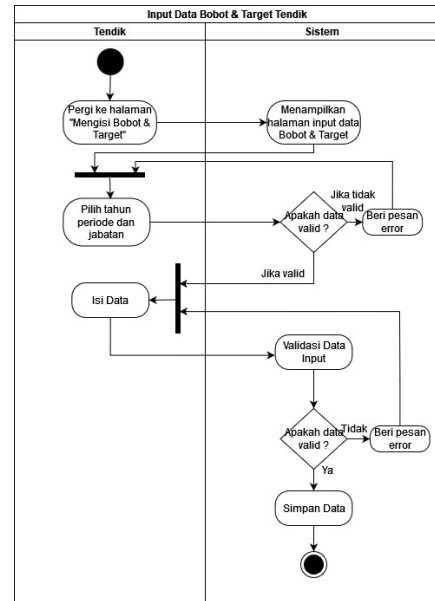 Input Data Bobot & Target Tendik
Tendik
Sistem
Pergi ke halaman
"Mengisi Bobot &
Target"
Menampilkan
halaman input data
Bobot & Target
Pilih tahun
periode dan
jabatan
Apakah data
valid ?
Jika tidak
valid
Beri pesan
error
Jika valid
Isi Data
Validasi Data
Input
Apakah data
valid ?
Tidak
Beri pesan
error
Ya
Simpan Data